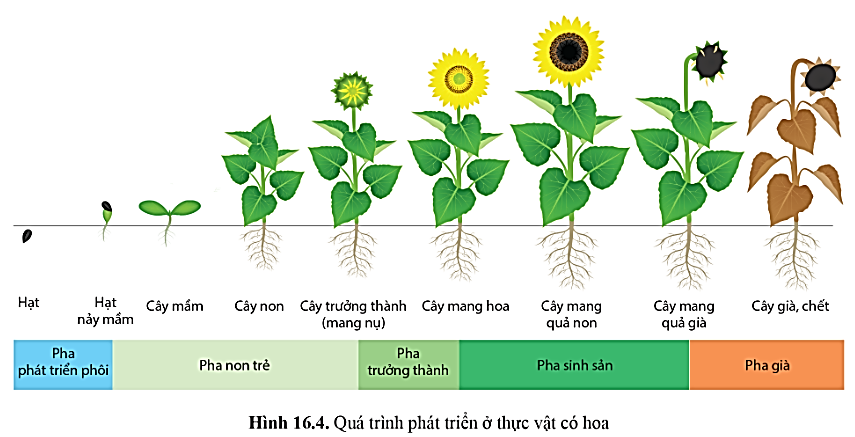 Hạt
Hạt
nảy mầm
Cây mầm
Cây non
Cây trưởng thành
(mang nụ)
Cây mang hoa
Cây mang
quả non
Cây mang
quả già
Cây già, chết
Pha
phát triển phôi
Pha non trẻ
Pha
trưởng thành
Pha sinh sản
Pha già
Hình 16.4. Quá trình phát triển ở thực vật có hoa